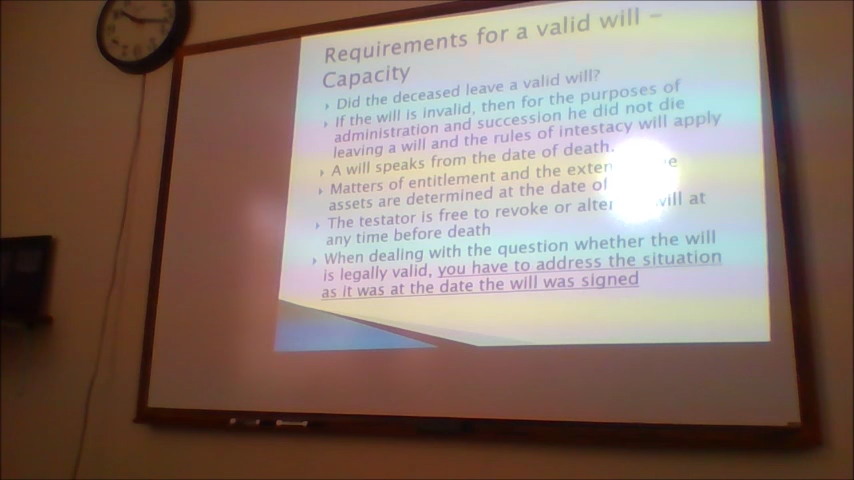 Requirements for a valid will –
Capacity
Did the deceased leave a valid will?
If the will is invalid, then for the purposes of
administration and succession he did not die
leaving a will and the rules of intestacy will apply
A will speaks from the date of death.
Matters of entitlement and the
assets are determined at the date of
The testator is free to revoke or will at
any time before death
When dealing with the question whether the will
is legally valid, you have to address the situation
as it was at the date the will was signed